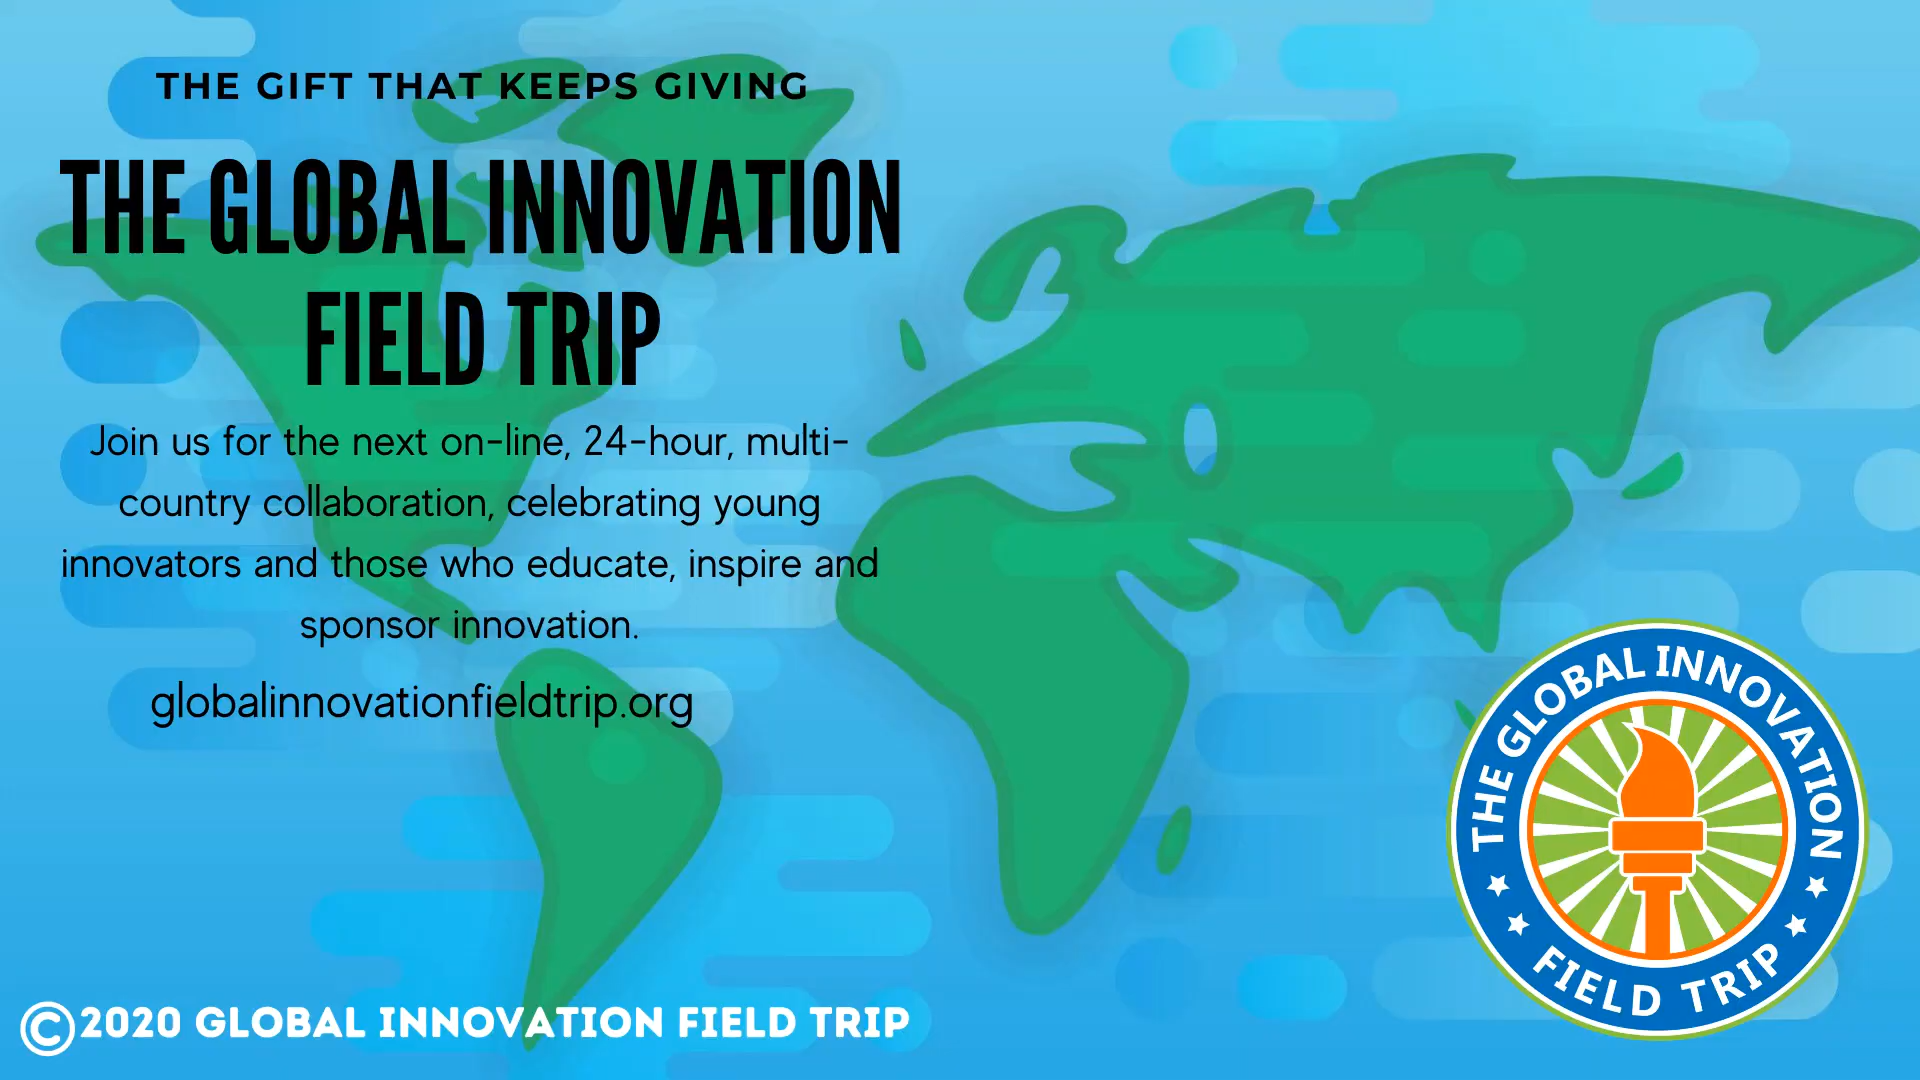 THE GIFT THAT KEEPS GIVING
THE GLOBAL INNOVATION
FIELD TRIP
Join us for the next on-line, 24-hour, multi-
country collaboration, celebrating young
innovators and those who educate, inspire and
sponsor innovation.
globalinnovationfieldtrip.org
THE GLOBAL INNOVATION
FIELD TRIP
©2020 GLOBAL INNOVATION FIELD TRIP